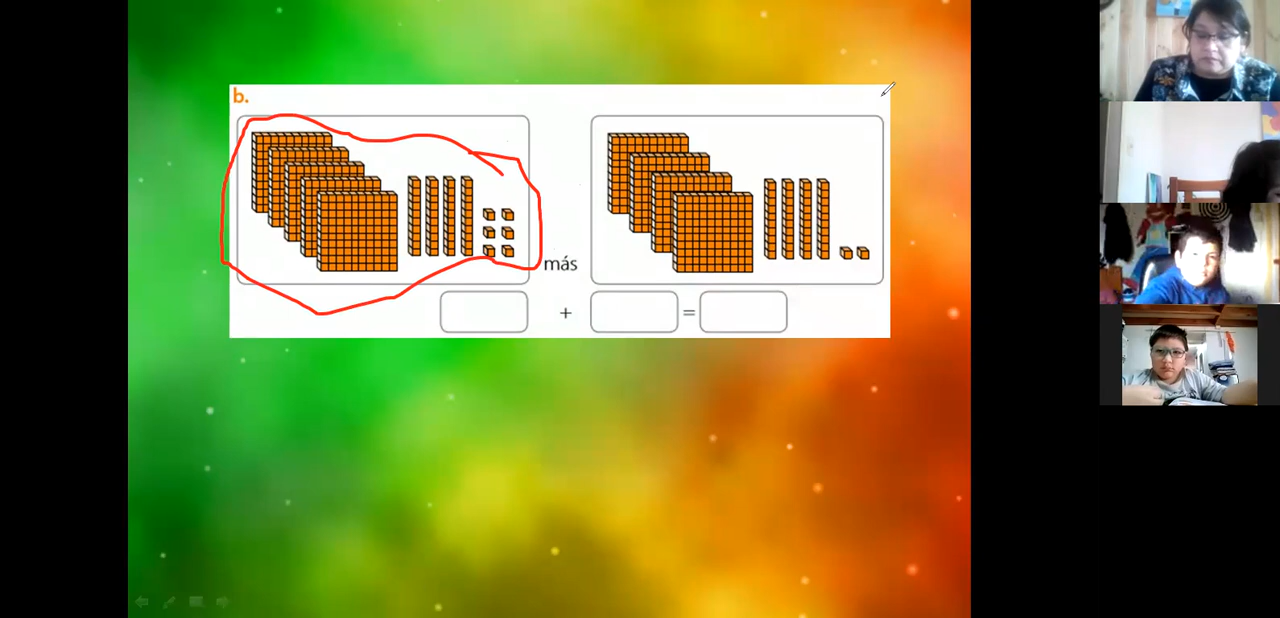 b.
más
+ =